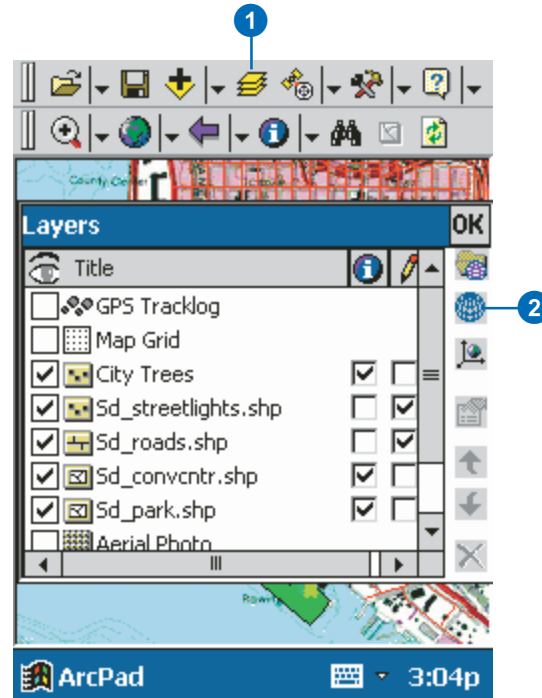 1
County Center
Layers OK
Title
GPS Tracklog
2
Map Grid
City Trees
Sd_streetlights.shp
Sd_roads.shp
Sd_convcntr.shp
Sd_park.shp
Aerial Photo
ArcPad 3:04p